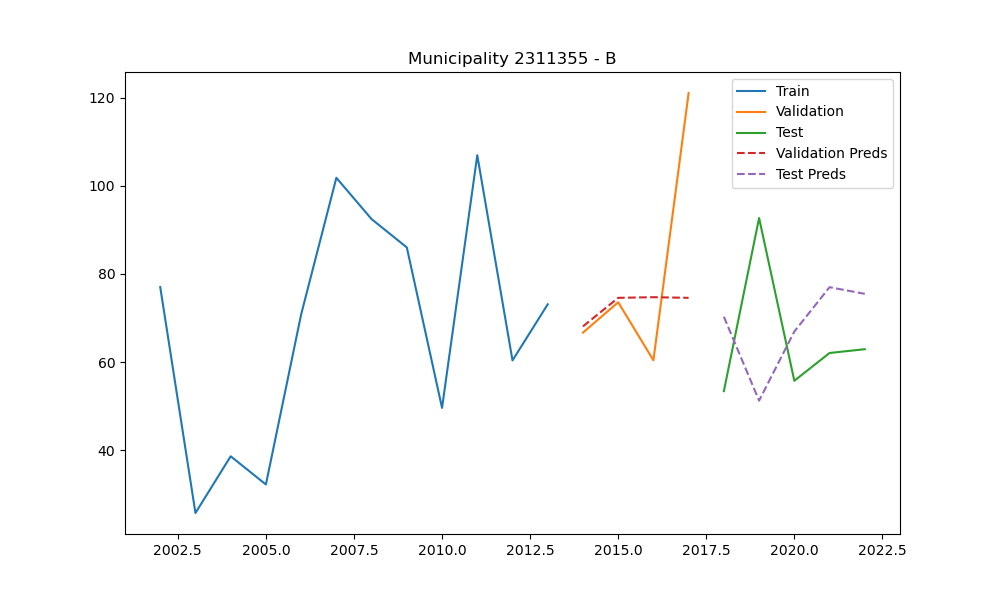 Municipality 2311355 - B
120
100
80
60
40
2002.5 2005.0 2007.5 2010.0 2012.5 2015.0 2017.5 2020.0 2022.5
Train
Validation
Test
Validation Preds
Test Preds